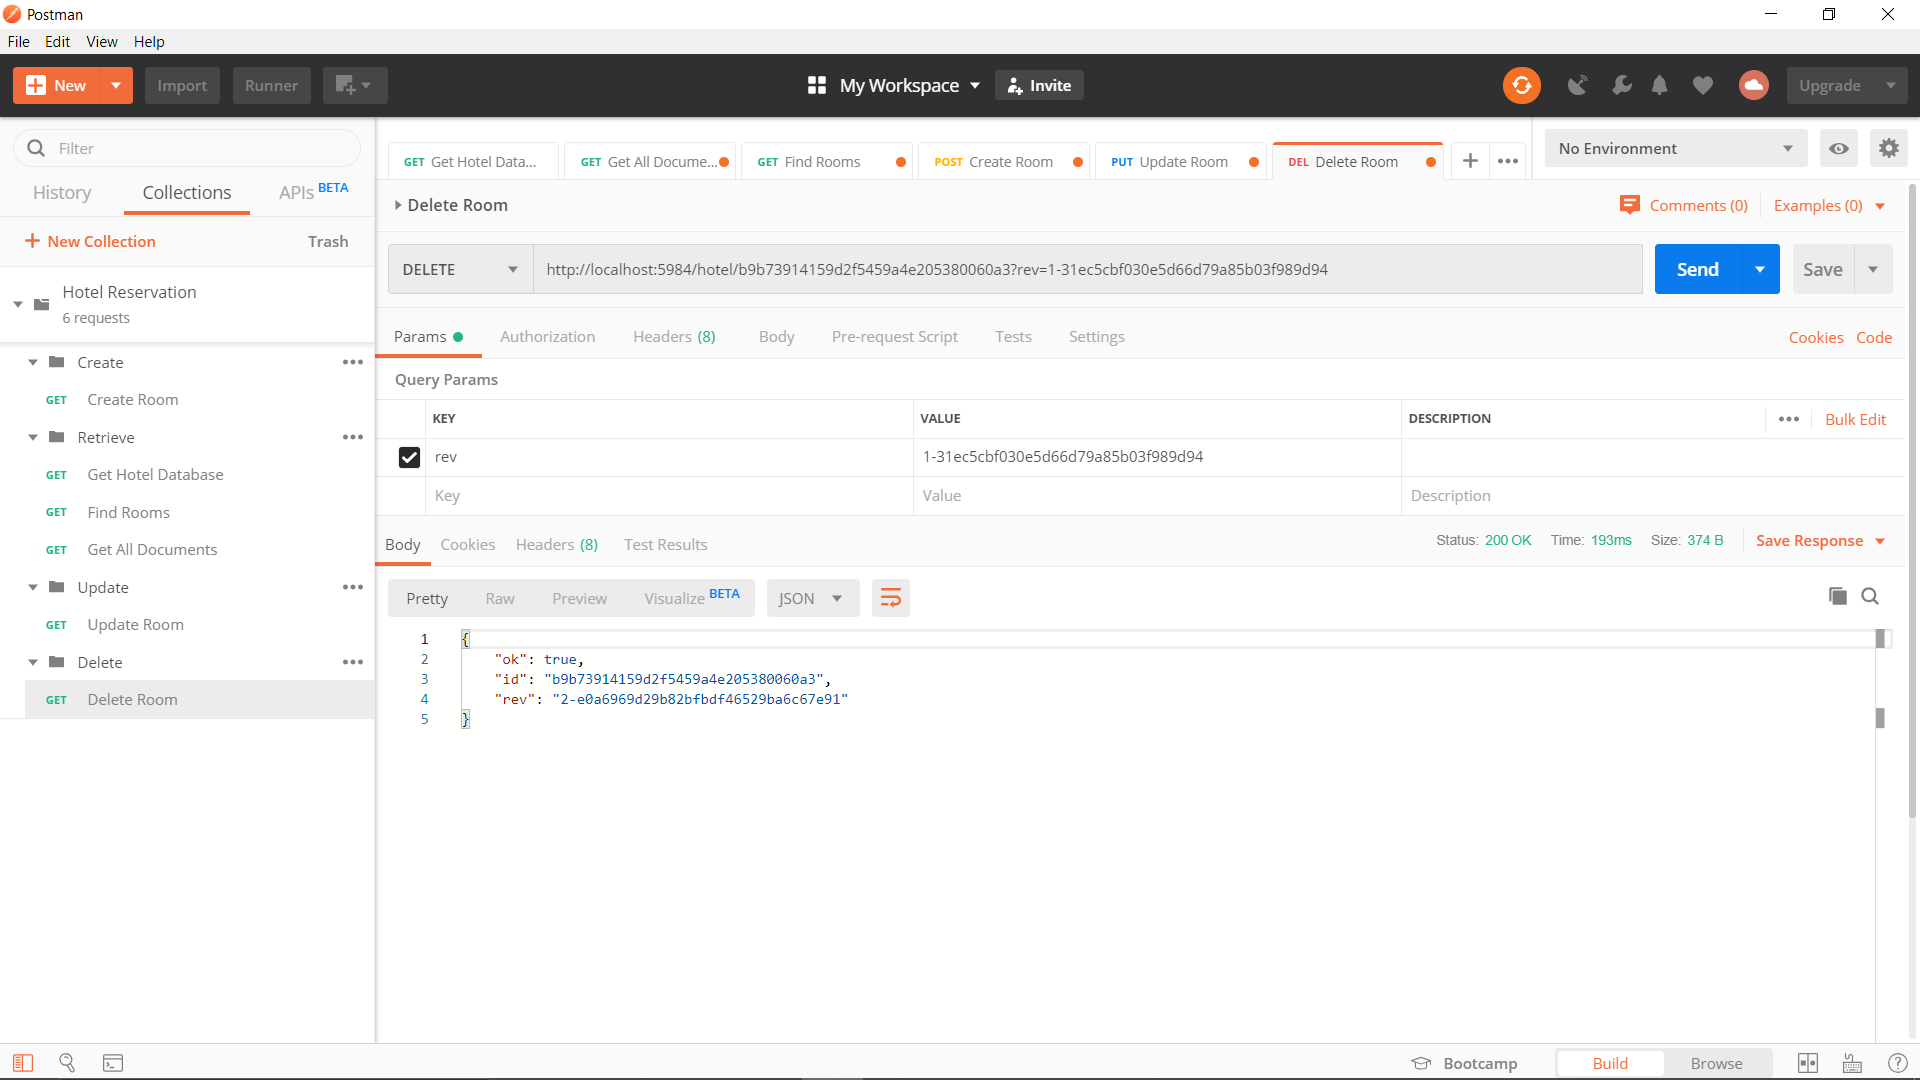 Postman
File Edit View Help
New Import Runner My Workspace Invite Upgrade
Filter
History Collections APIs BETA
New Collection Trash
Hotel Reservation
6 requests
Create
GET Create Room
Retrieve
GET Get Hotel Database
GET Find Rooms
GET Get All Documents
Update
GET Update Room
Delete
GET Delete Room
GET Get Hotel Data... GET Get All Docume... GET Find Rooms POST Create Room PUT Update Room DEL Delete Room
No Environment
Delete Room Comments (0) Examples (0)
DELETE http://localhost:5984/hotel/b9b73914159d2f5459a4e205380060a3?rev=1-31ec5cbf030e5d66d79a85b03f989d94 Send Save
Params Authorization Headers (8) Body Pre-request Script Tests Settings Cookies Code
Query Params
KEY VALUE DESCRIPTION Bulk Edit
rev 1-31ec5cbf030e5d66d79a85b03f989d94
Key Value Description
Body Cookies Headers (8) Test Results Status: 200 OK Time: 193ms Size: 374 B Save Response
Pretty Raw Preview Visualize BETA JSON
1 {
2 "ok": true,
3 "id": "b9b73914159d2f5459a4e205380060a3",
4 "rev": "2-e0a6969d29b82bfbdf46529ba6c67e91"
5 }
Bootcamp Build Browse